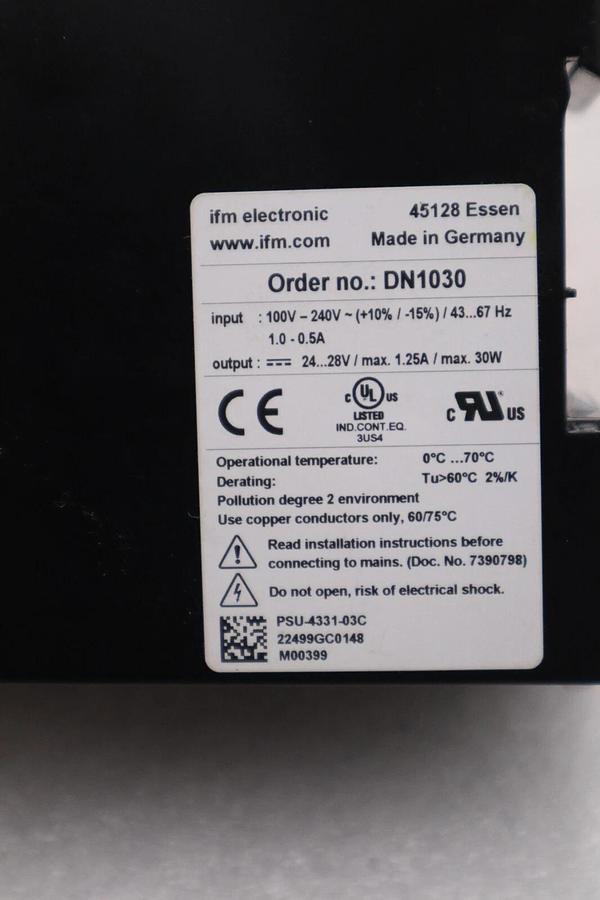 ifm electronic 45128 Essen
www.ifm.com Made in Germany
Order no.: DN1030
input : 100V – 240V ~ (+10% / -15%) / 43...67 Hz
1.0 - 0.5A
output : ⎓ 24...28V / max. 1.25A / max. 30W
CE c UL us c RU US
LISTED
IND.CONT.EQ.
3US4
Operational temperature: 0°C ...70°C
Derating: Tu>60°C 2%/K
Pollution degree 2 environment
Use copper conductors only, 60/75°C
Read installation instructions before
connecting to mains. (Doc. No. 7390798)
Do not open, risk of electrical shock.
PSU-4331-03C
22499GC0148
M00399